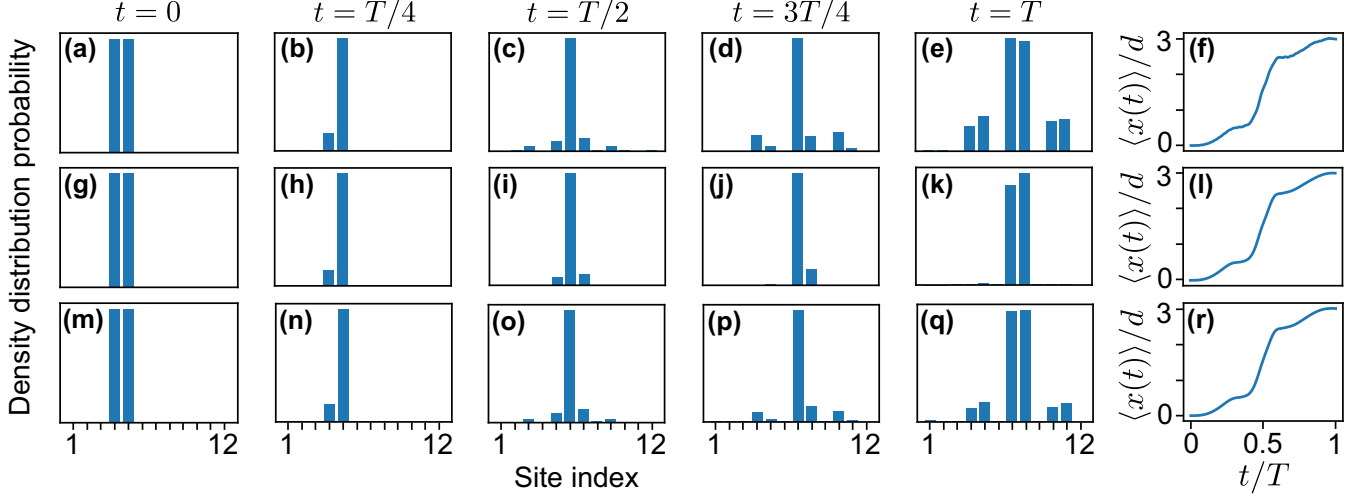 t = 0 t = T/4 t = T/2 t = 3T/4 t = T
Density distribution probability
(a) (b) (c) (d) (e) 3 (f)
⟨x(t)⟩/d
0
(g) (h) (i) (j) (k) 3 (l)
⟨x(t)⟩/d
0
(m) (n) (o) (p) (q) 3 (r)
⟨x(t)⟩/d
0
1 12 1 12 1 12 1 12 1 12 0 0.5 1
Site index t/T